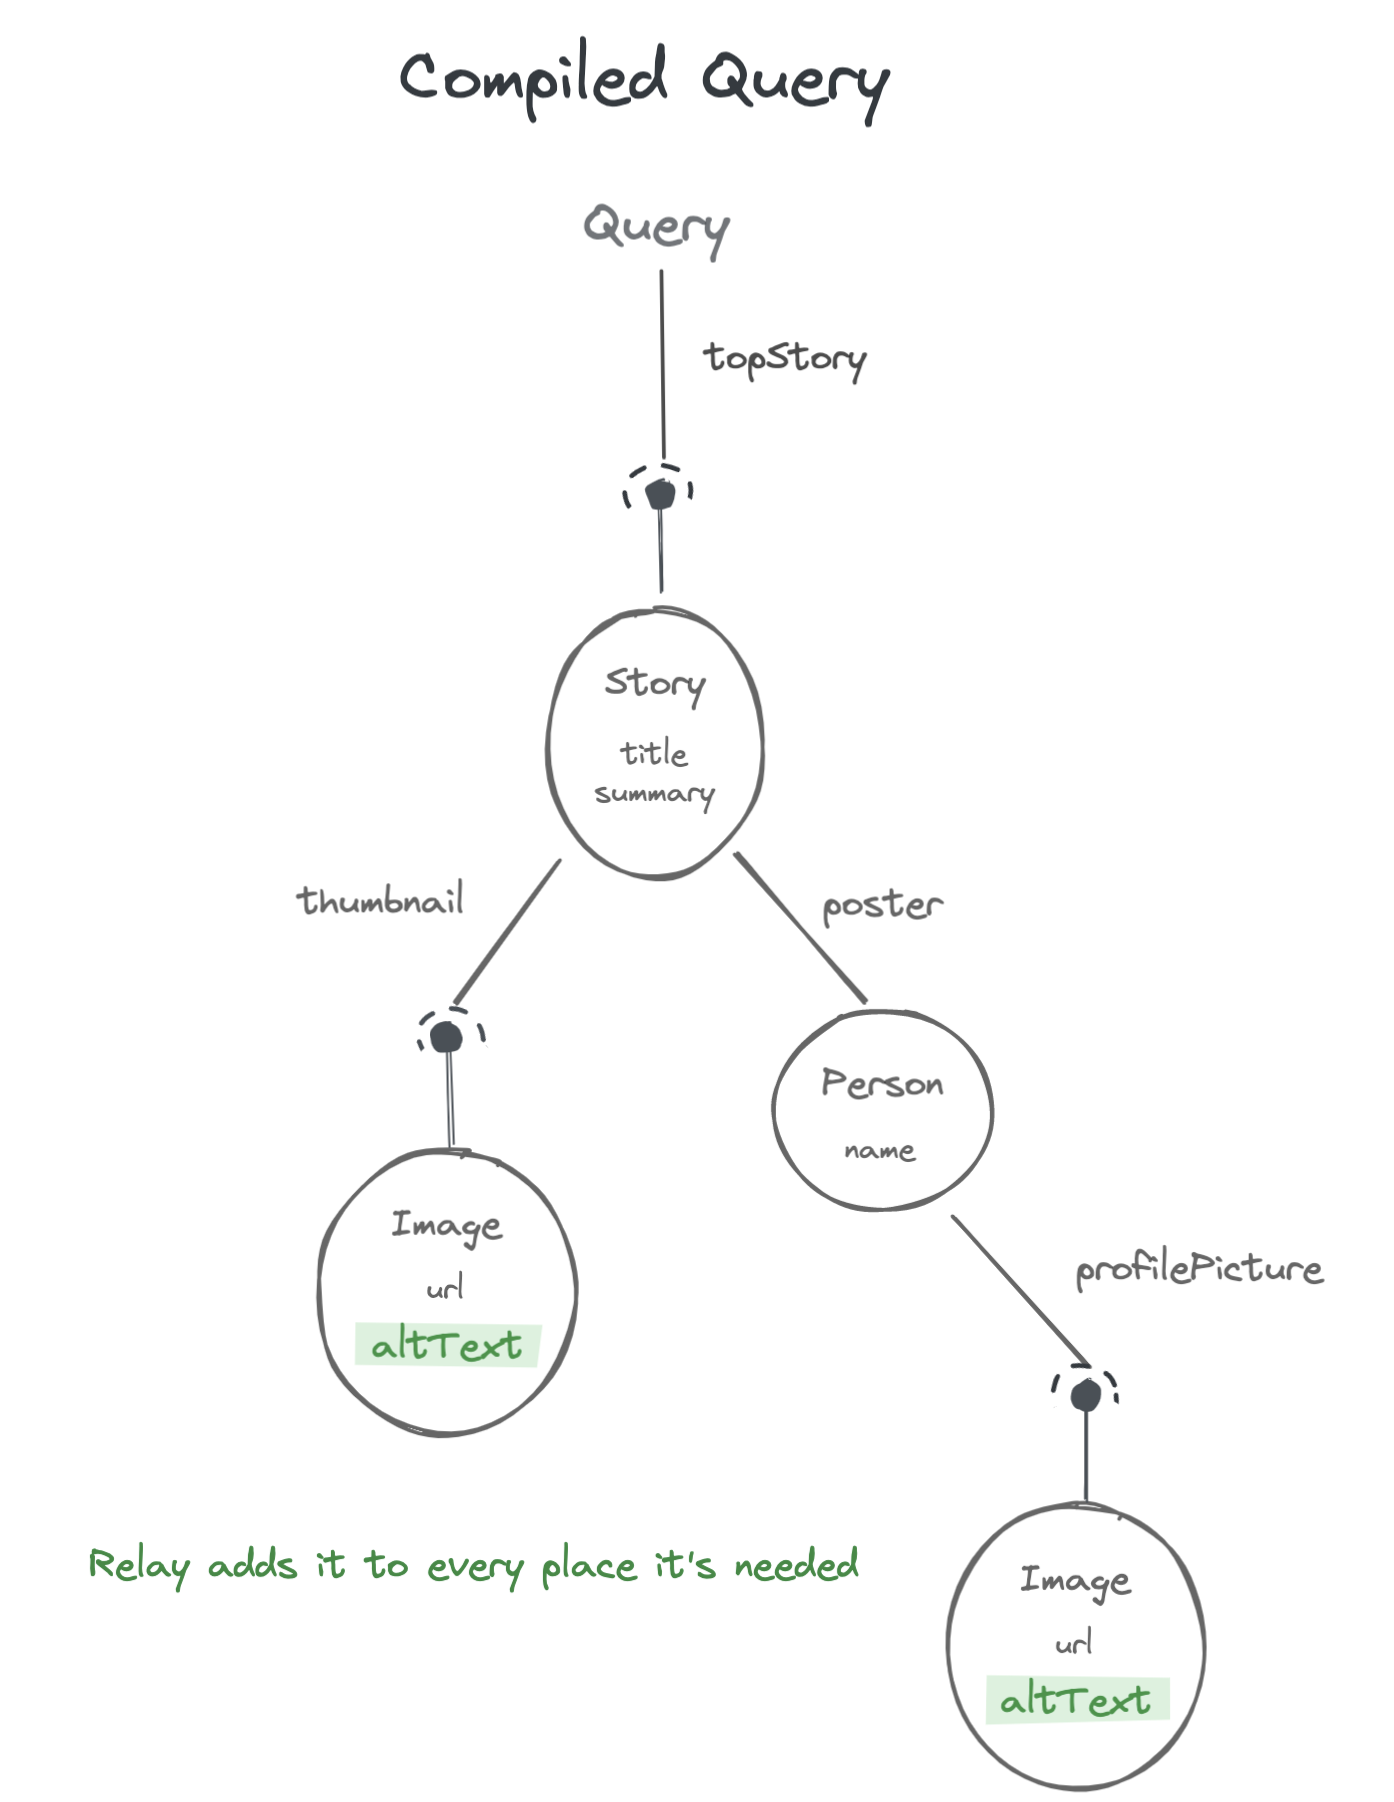 Compiled Query
Query
topStory
Story
title
summary
thumbnail
poster
Person
name
Image
url
altText
profilePicture
Relay adds it to every place it's needed
Image
url
altText